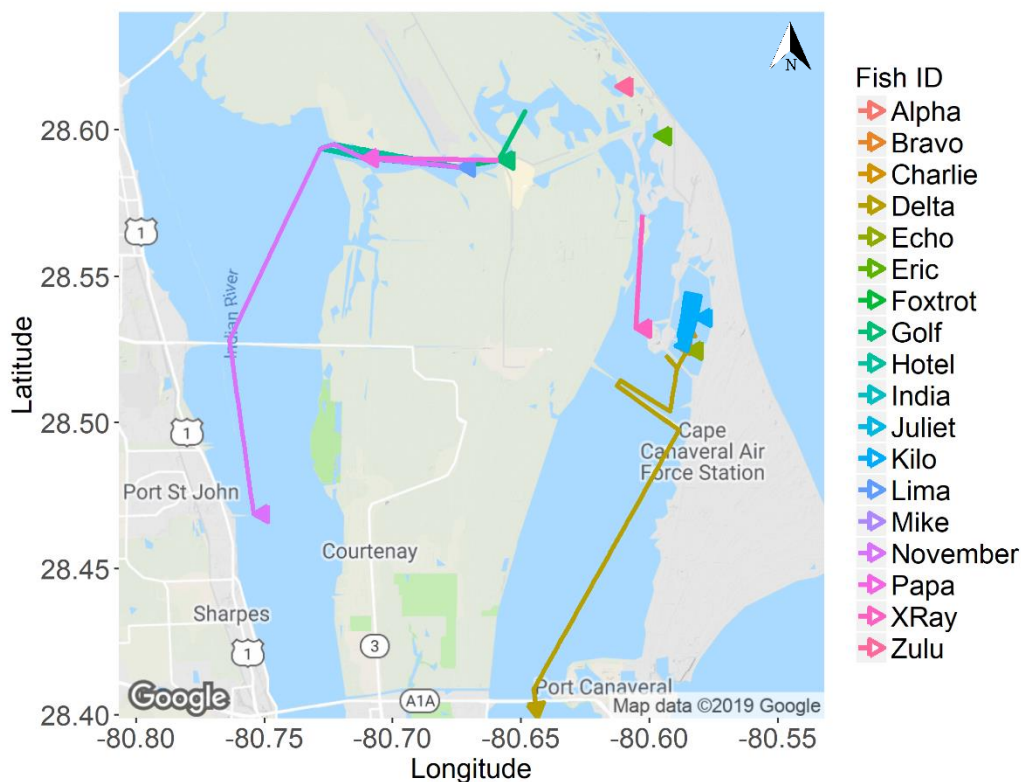 N
Fish ID
Alpha
Bravo
Charlie
Delta
Echo
Eric
Foxtrot
Golf
Hotel
India
Juliet
Kilo
Lima
Mike
November
Papa
XRay
Zulu
Latitude
28.60
28.55
28.50
28.45
28.40
1
Indian River
1
Port St John
Cape
Canaveral Air
Force Station
Courtenay
Sharpes
1
3
A1A
Port Canaveral
Google
Map data ©2019 Google
-80.80
-80.75
-80.70
-80.65
-80.60
-80.55
Longitude